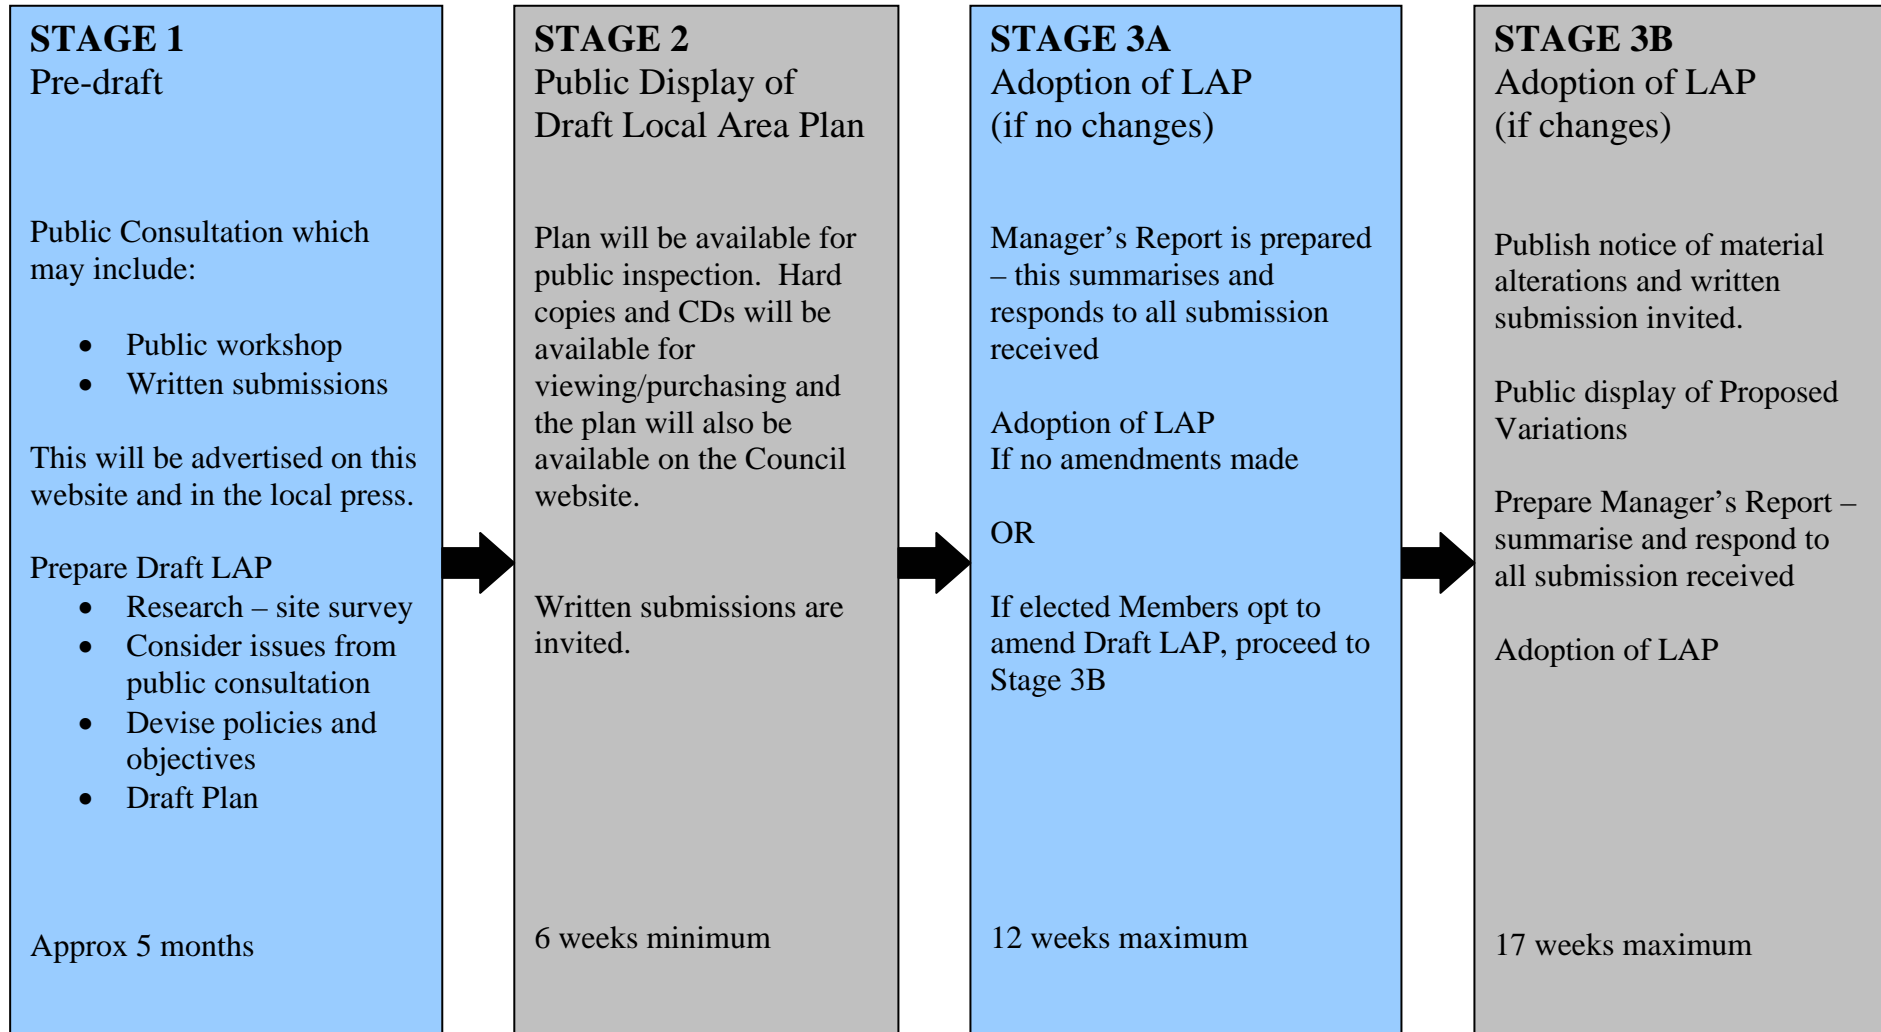 STAGE 1
Pre-draft
Public Consultation which
may include:
• Public workshop
• Written submissions
This will be advertised on this
website and in the local press.
Prepare Draft LAP
• Research – site survey
• Consider issues from
public consultation
• Devise policies and
objectives
• Draft Plan
Approx 5 months
STAGE 2
Public Display of
Draft Local Area Plan
Plan will be available for
public inspection.  Hard
copies and CDs will be
available for
viewing/purchasing and
the plan will also be
available on the Council
website.
Written submissions are
invited.
6 weeks minimum
STAGE 3A
Adoption of LAP
(if no changes)
Manager’s Report is prepared
– this summarises and
responds to all submission
received
Adoption of LAP
If no amendments made
OR
If elected Members opt to
amend Draft LAP, proceed to
Stage 3B
12 weeks maximum
STAGE 3B
Adoption of LAP
(if changes)
Publish notice of material
alterations and written
submission invited.
Public display of Proposed
Variations
Prepare Manager’s Report –
summarise and respond to
all submission received
Adoption of LAP
17 weeks maximum